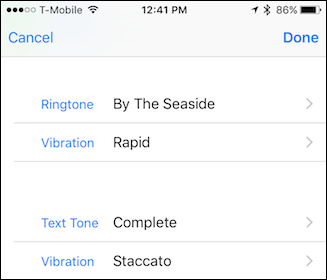 T-Mobile 12:41 PM 86%
Cancel Done
Ringtone By The Seaside
Vibration Rapid
Text Tone Complete
Vibration Staccato